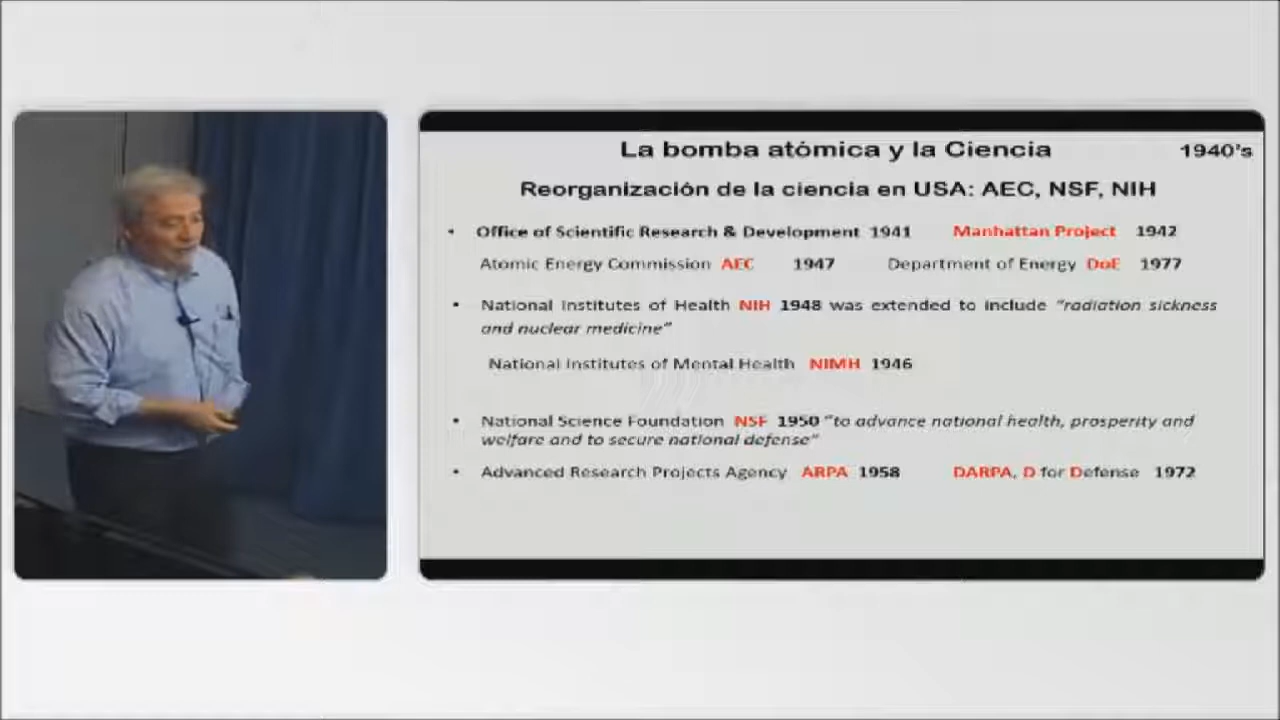 La bomba atómica y la Ciencia 1940's
Reorganización de la ciencia en USA: AEC, NSF, NIH
• Office of Scientific Research & Development 1941 Manhattan Project 1942
Atomic Energy Commission AEC 1947 Department of Energy DoE 1977
• National Institutes of Health NIH 1948 was extended to include “radiation sickness
and nuclear medicine”
National Institutes of Mental Health NIMH 1946
• National Science Foundation NSF 1950 “to advance national health, prosperity and
welfare and to secure national defense”
• Advanced Research Projects Agency ARPA 1958 DARPA, D for Defense 1972